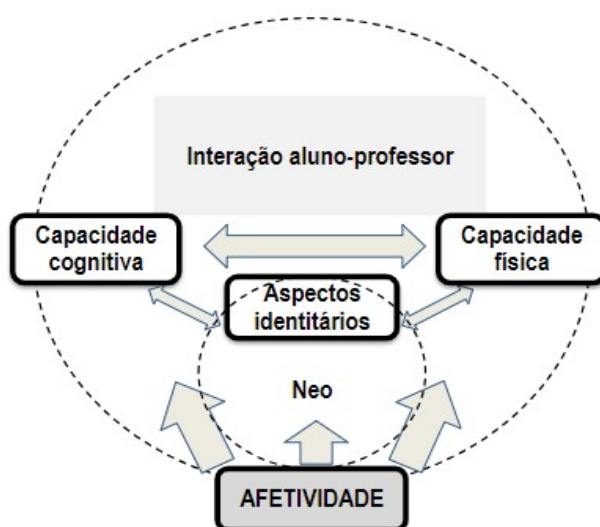 Interação aluno-professor
Capacidade
cognitiva
Capacidade
física
Aspectos
identitários
Neo
AFETIVIDADE